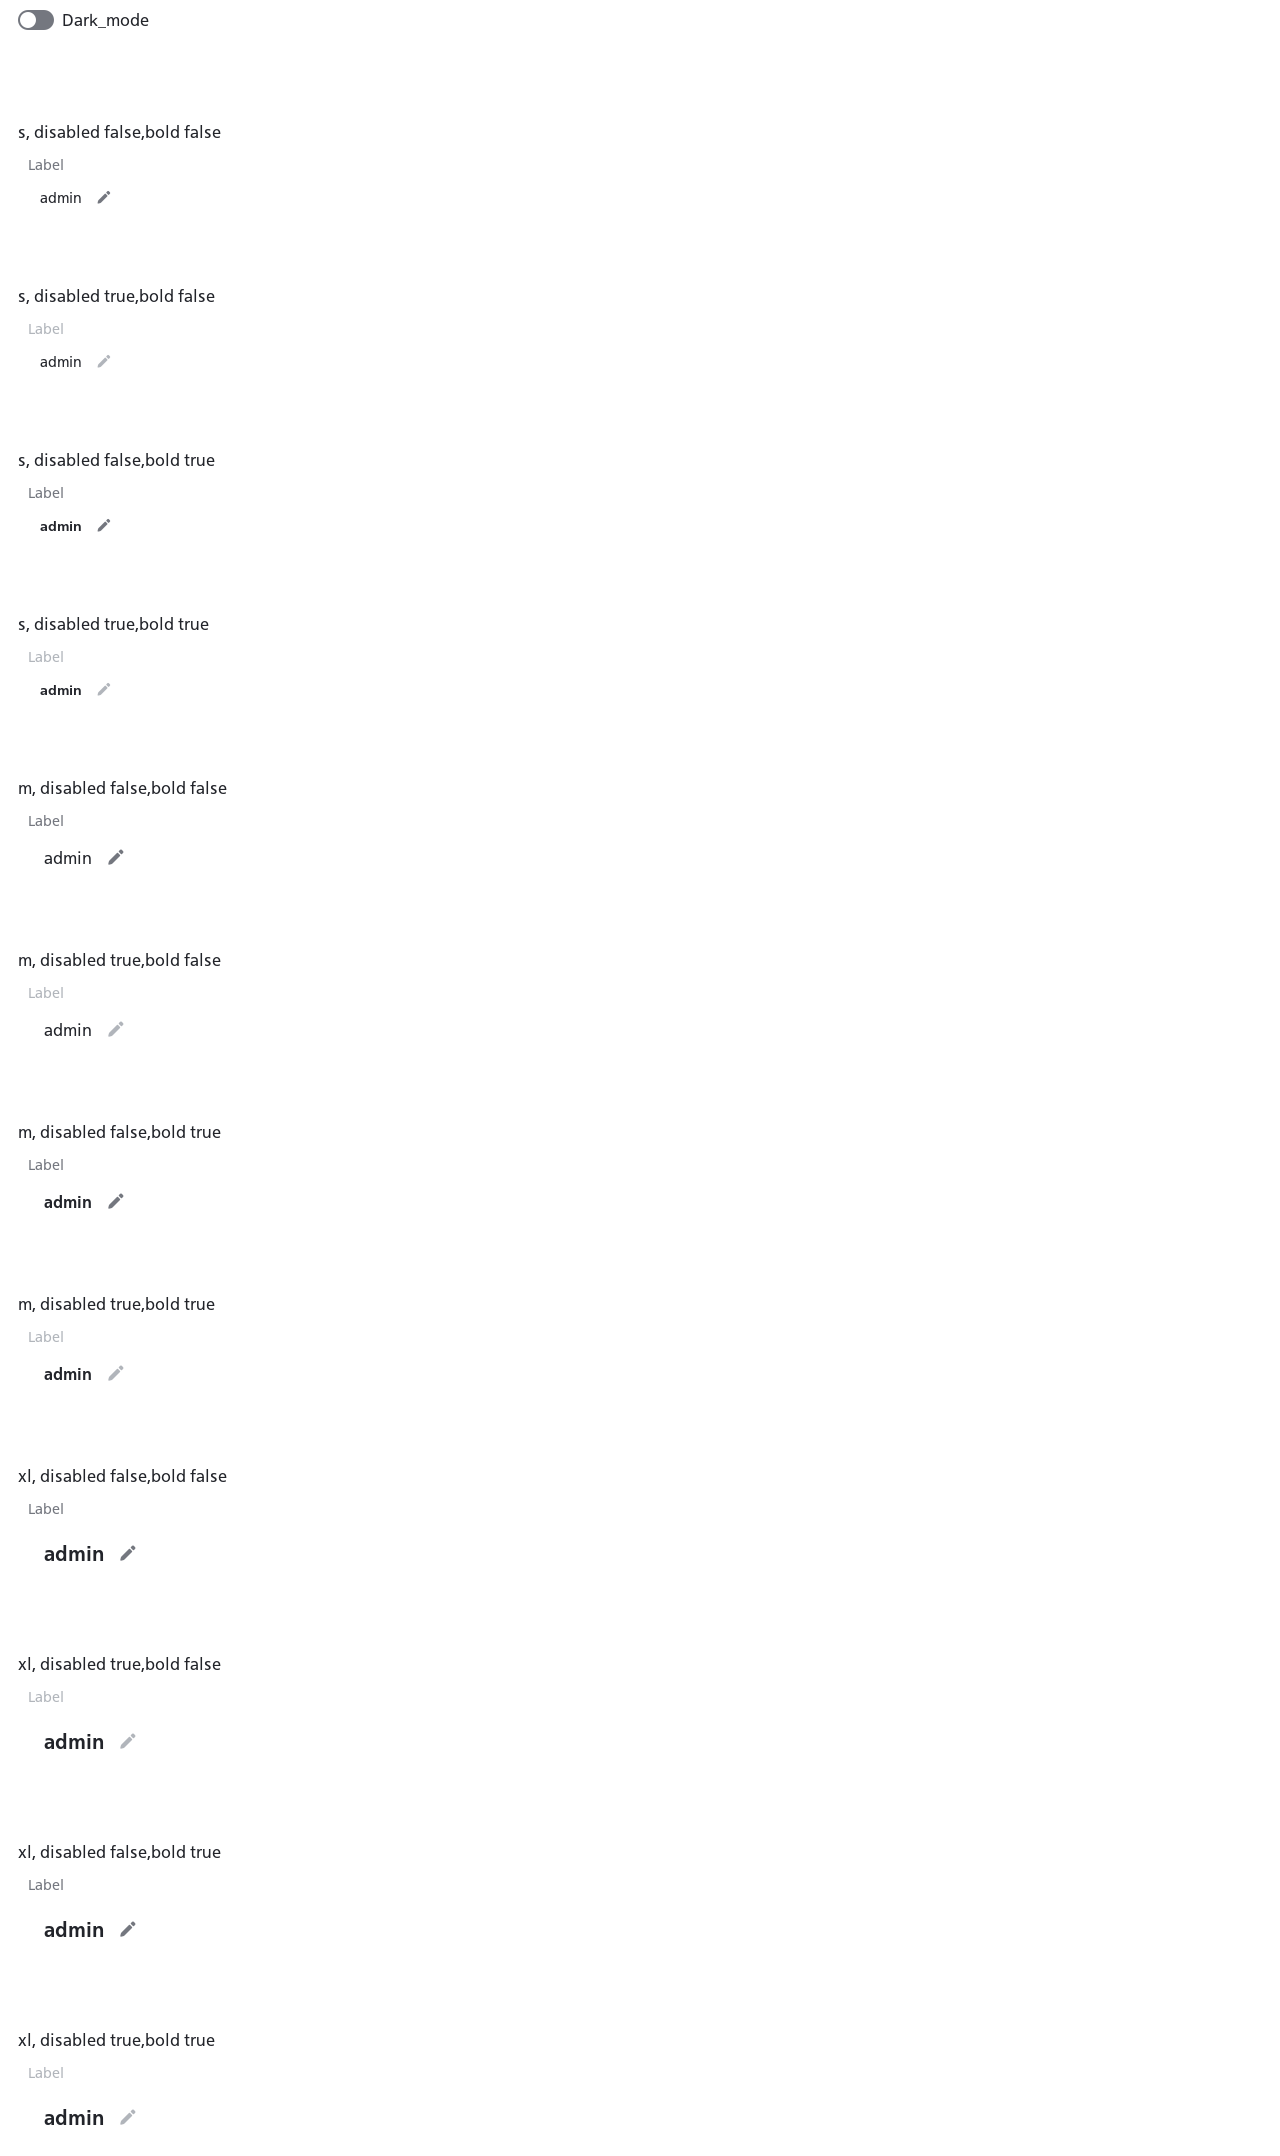 Dark_mode
s, disabled false,bold false
Label
admin
s, disabled true,bold false
Label
admin
s, disabled false,bold true
Label
admin
s, disabled true,bold true
Label
admin
m, disabled false,bold false
Label
admin
m, disabled true,bold false
Label
admin
m, disabled false,bold true
Label
admin
m, disabled true,bold true
Label
admin
xl, disabled false,bold false
Label
admin
xl, disabled true,bold false
Label
admin
xl, disabled false,bold true
Label
admin
xl, disabled true,bold true
Label
admin